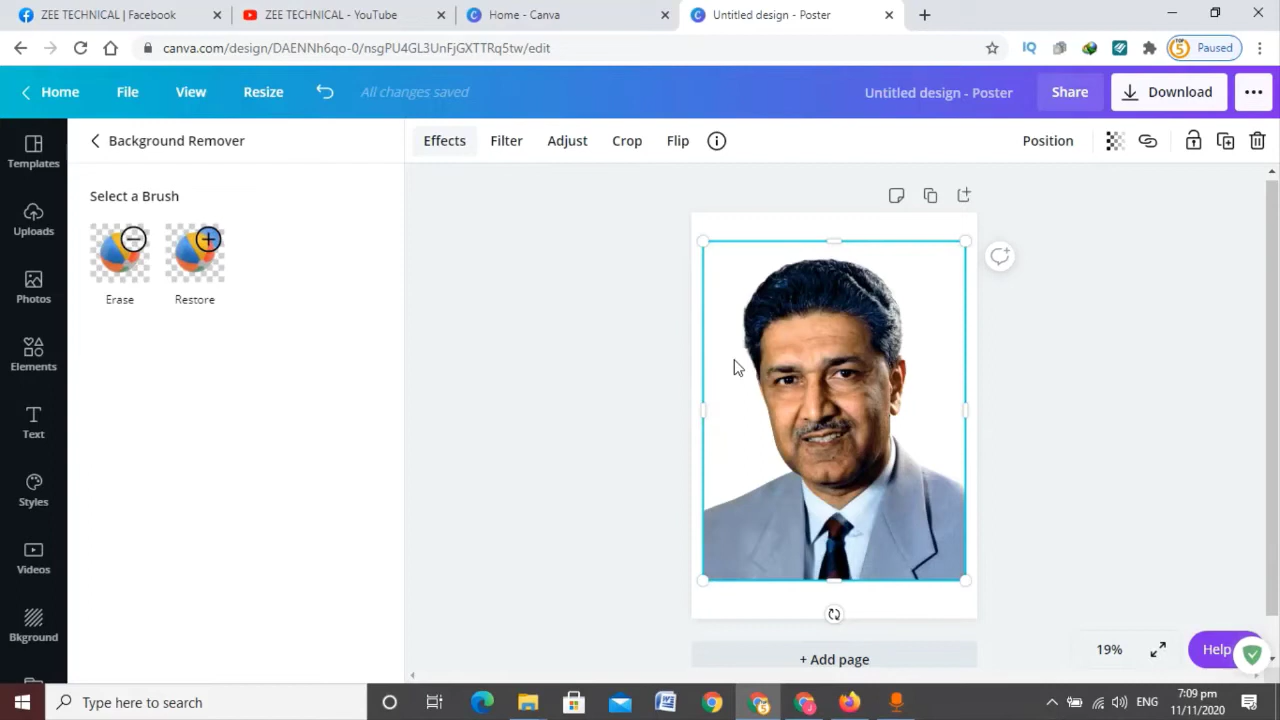 ZEE TECHNICAL | Facebook
ZEE TECHNICAL - YouTube
Home - Canva
Untitled design - Poster
canva.com/design/DAENNh6qo-0/nsgPU4GL3UnFjGXTTRq5tw/edit
IQ
Paused
Home
File
View
Resize
All changes saved
Untitled design - Poster
Share
Download
Templates
Background Remover
Effects
Filter
Adjust
Crop
Flip
Position
Select a Brush
Erase
Restore
Uploads
Photos
Elements
Text
Styles
Videos
Bkground
+ Add page
19%
Help
Type here to search
ENG
7:09 pm
11/11/2020